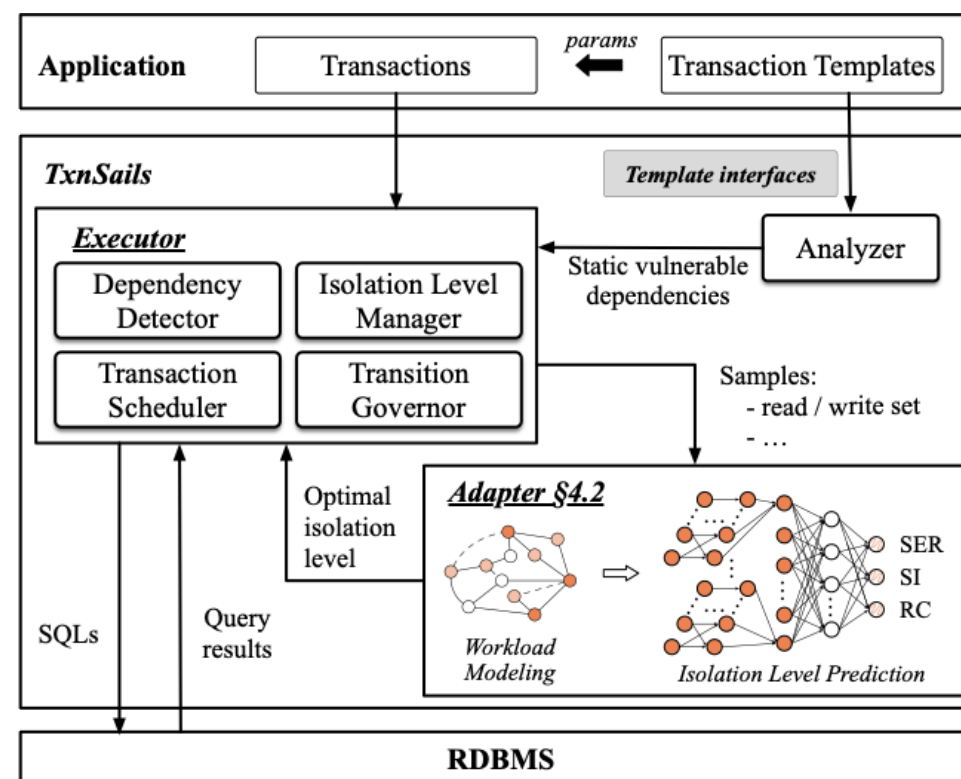 params
Application
Transactions
Transaction Templates
TxnSails
Template interfaces
Executor
Analyzer
Dependency
Detector
Isolation Level
Manager
Static vulnerable
dependencies
Transaction
Scheduler
Transition
Governor
Samples:
- read / write set
- ...
Optimal
isolation
level
Adapter §4.2
SER
SI
RC
SQLs
Query
results
Workload
Modeling
Isolation Level Prediction
RDBMS